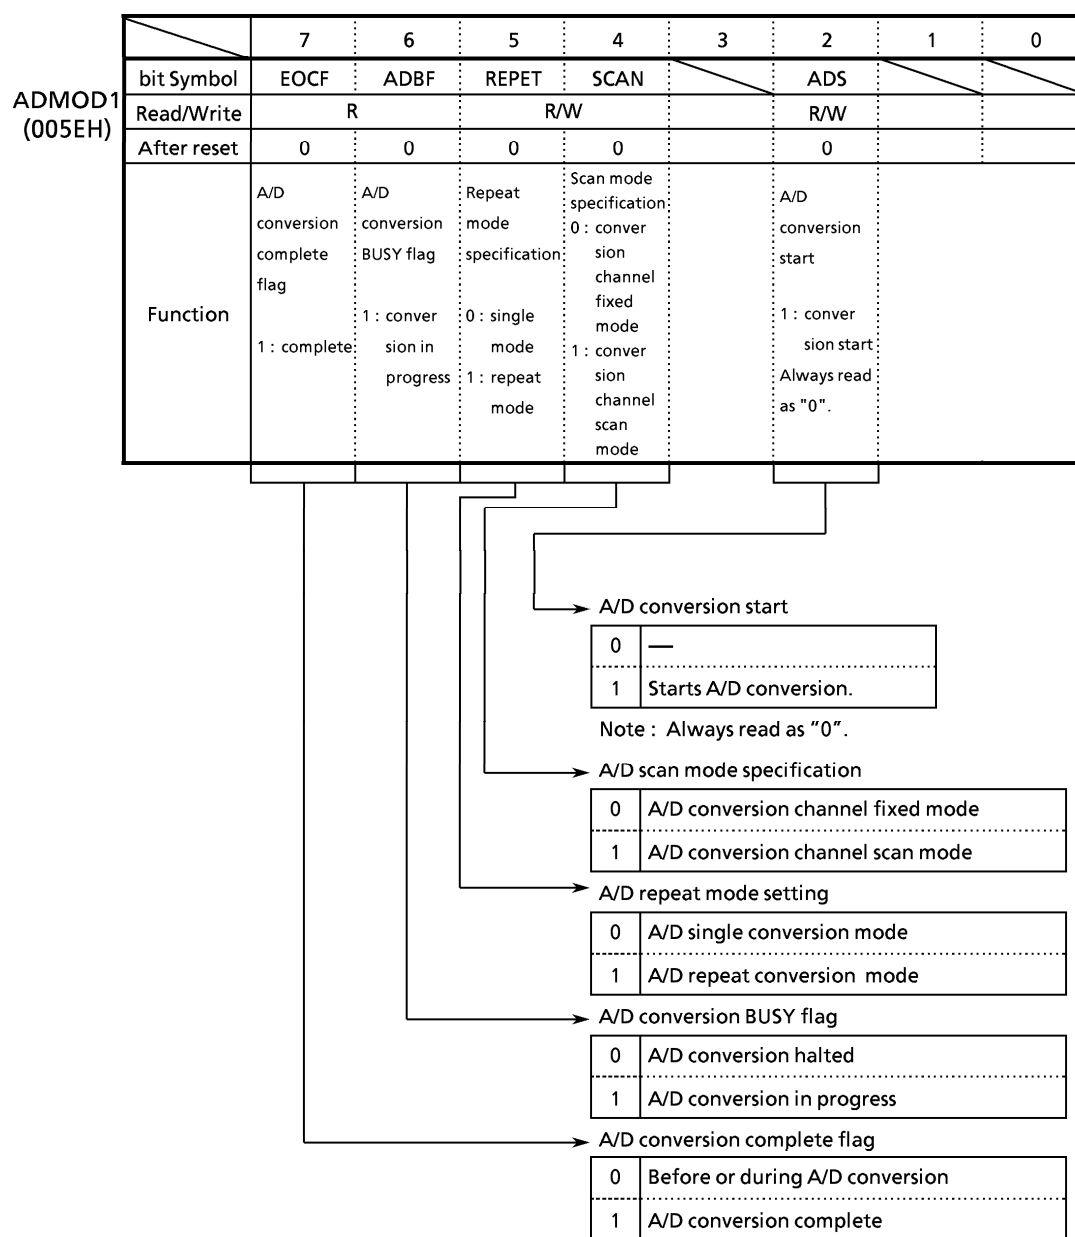 7 6 5 4 3 2 1 0
bit Symbol EOCF ADBF REPET SCAN ADS
ADMOD1
(005EH)
Read/Write R R/W R/W
After reset 0 0 0 0 0
Function
A/D
conversion
complete
flag
1 : complete
A/D
conversion
BUSY flag
1 : conver
sion in
progress
Repeat
mode
specification
0 : single
mode
1 : repeat
mode
Scan mode
specification
0 : conver
sion
channel
fixed
mode
1 : conver
sion
channel
scan
mode
A/D
conversion
start
1 : conver
sion start
Always read
as "0".
A/D conversion start
0 —
1 Starts A/D conversion.
Note : Always read as "0".
A/D scan mode specification
0 A/D conversion channel fixed mode
1 A/D conversion channel scan mode
A/D repeat mode setting
0 A/D single conversion mode
1 A/D repeat conversion mode
A/D conversion BUSY flag
0 A/D conversion halted
1 A/D conversion in progress
A/D conversion complete flag
0 Before or during A/D conversion
1 A/D conversion complete